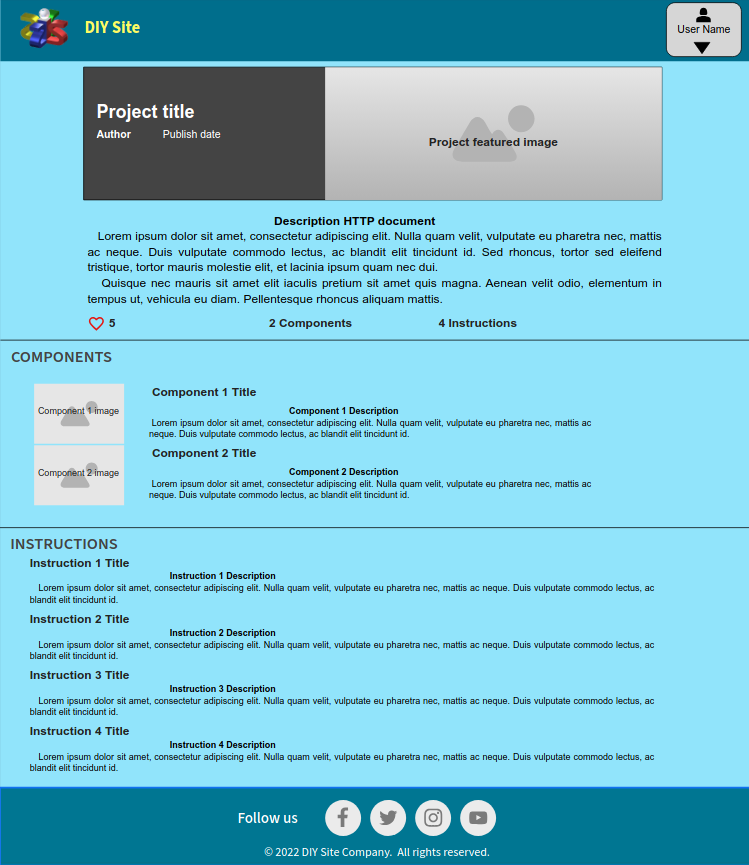 DIY Site
User Name
Project title
Author Publish date
Project featured image
Description HTTP document
Lorem ipsum dolor sit amet, consectetur adipiscing elit. Nulla quam velit, vulputate eu pharetra nec, mattis
ac neque. Duis vulputate commodo lectus, ac blandit elit tincidunt id. Sed rhoncus, tortor sed eleifend
tristique, tortor mauris molestie elit, et lacinia ipsum quam nec dui.
Quisque nec mauris sit amet elit iaculis pretium sit amet quis magna. Aenean velit odio, elementum in
tempus ut, vehicula eu diam. Pellentesque rhoncus aliquam mattis.
5 2 Components 4 Instructions
COMPONENTS
Component 1 image
Component 1 Title
Component 1 Description
Lorem ipsum dolor sit amet, consectetur adipiscing elit. Nulla quam velit, vulputate eu pharetra nec, mattis ac
neque. Duis vulputate commodo lectus, ac blandit elit tincidunt id.
Component 2 image
Component 2 Title
Component 2 Description
Lorem ipsum dolor sit amet, consectetur adipiscing elit. Nulla quam velit, vulputate eu pharetra nec, mattis ac
neque. Duis vulputate commodo lectus, ac blandit elit tincidunt id.
INSTRUCTIONS
Instruction 1 Title
Instruction 1 Description
Lorem ipsum dolor sit amet, consectetur adipiscing elit. Nulla quam velit, vulputate eu pharetra nec, mattis ac neque. Duis vulputate commodo lectus, ac
blandit elit tincidunt id.
Instruction 2 Title
Instruction 2 Description
Lorem ipsum dolor sit amet, consectetur adipiscing elit. Nulla quam velit, vulputate eu pharetra nec, mattis ac neque. Duis vulputate commodo lectus, ac
blandit elit tincidunt id.
Instruction 3 Title
Instruction 3 Description
Lorem ipsum dolor sit amet, consectetur adipiscing elit. Nulla quam velit, vulputate eu pharetra nec, mattis ac neque. Duis vulputate commodo lectus, ac
blandit elit tincidunt id.
Instruction 4 Title
Instruction 4 Description
Lorem ipsum dolor sit amet, consectetur adipiscing elit. Nulla quam velit, vulputate eu pharetra nec, mattis ac neque. Duis vulputate commodo lectus, ac
blandit elit tincidunt id.
Follow us
© 2022 DIY Site Company. All rights reserved.